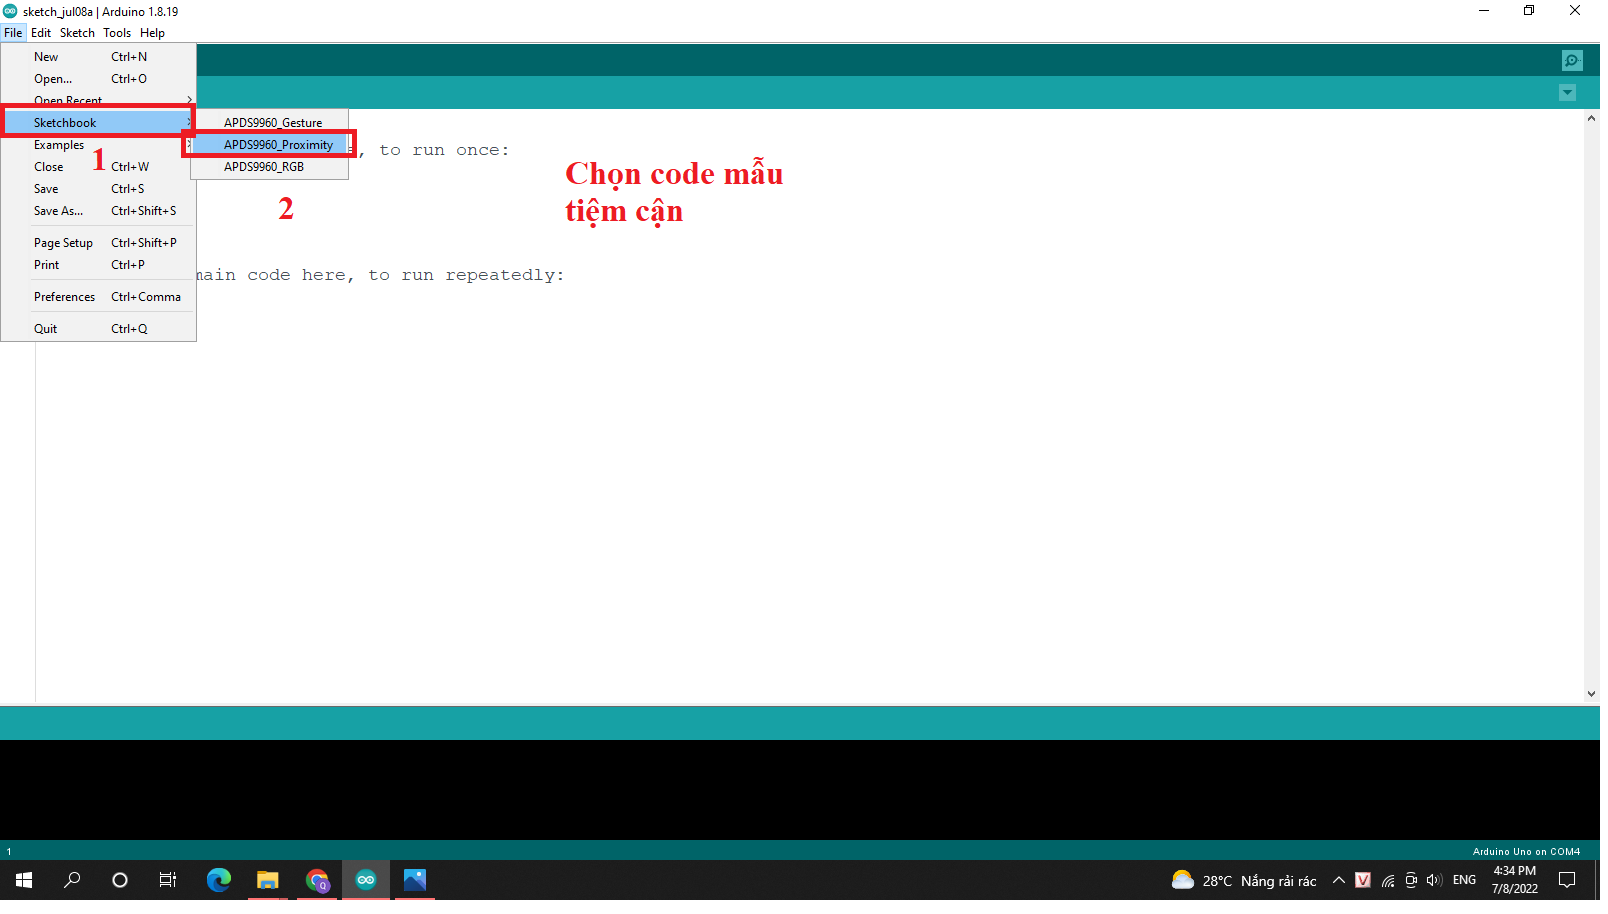 sketch_jul08a | Arduino 1.8.19
File Edit Sketch Tools Help
New Ctrl+N
Open... Ctrl+O
Open Recent
Sketchbook
APDS9960_Gesture
Examples
APDS9960_Proximity
, to run once:
1
Close Ctrl+W
APDS9960_RGB
Chọn code mẫu
tiệm cận
Save Ctrl+S
Save As... Ctrl+Shift+S
2
Page Setup Ctrl+Shift+P
Print Ctrl+P
main code here, to run repeatedly:
Preferences Ctrl+Comma
Quit Ctrl+Q
1
Arduino Uno on COM4
28°C Nắng rải rác
V
ENG
4:34 PM
7/8/2022